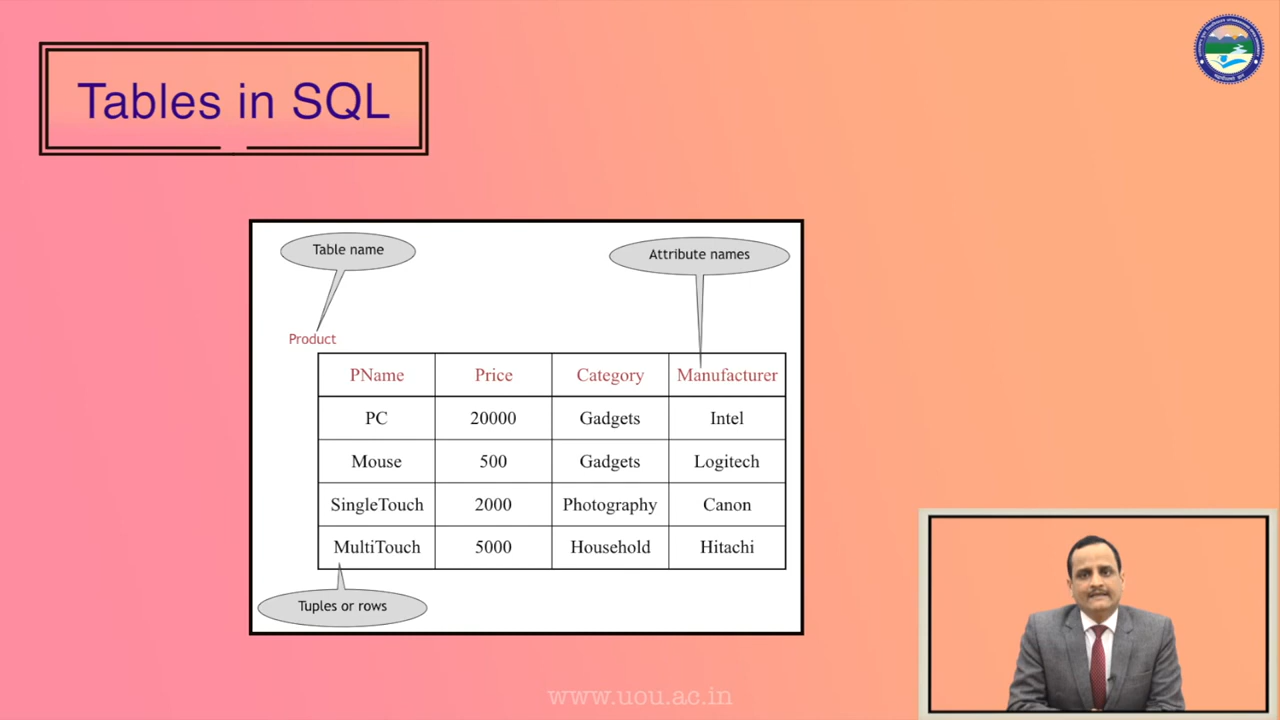 Tables in SQL
Table name
Attribute names
Product
PName Price Category Manufacturer
PC 20000 Gadgets Intel
Mouse 500 Gadgets Logitech
SingleTouch 2000 Photography Canon
MultiTouch 5000 Household Hitachi
Tuples or rows
www.uou.ac.in